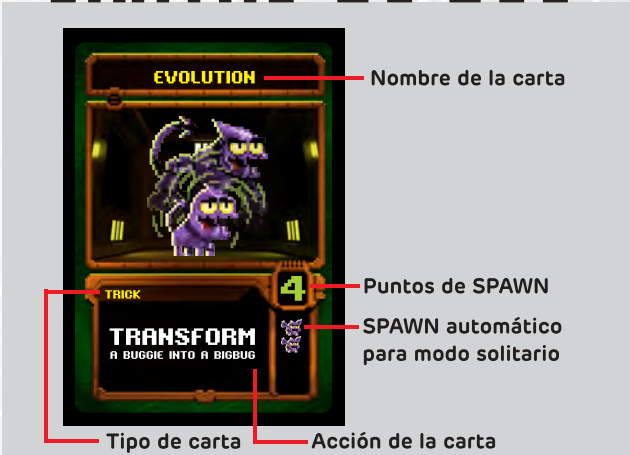 EVOLUTION
Nombre de la carta
Puntos de SPAWN
4
TRICK
SPAWN automático
para modo solitario
TRANSFORM
A BUGGIE INTO A BIGBUG
Tipo de carta
Acción de la carta